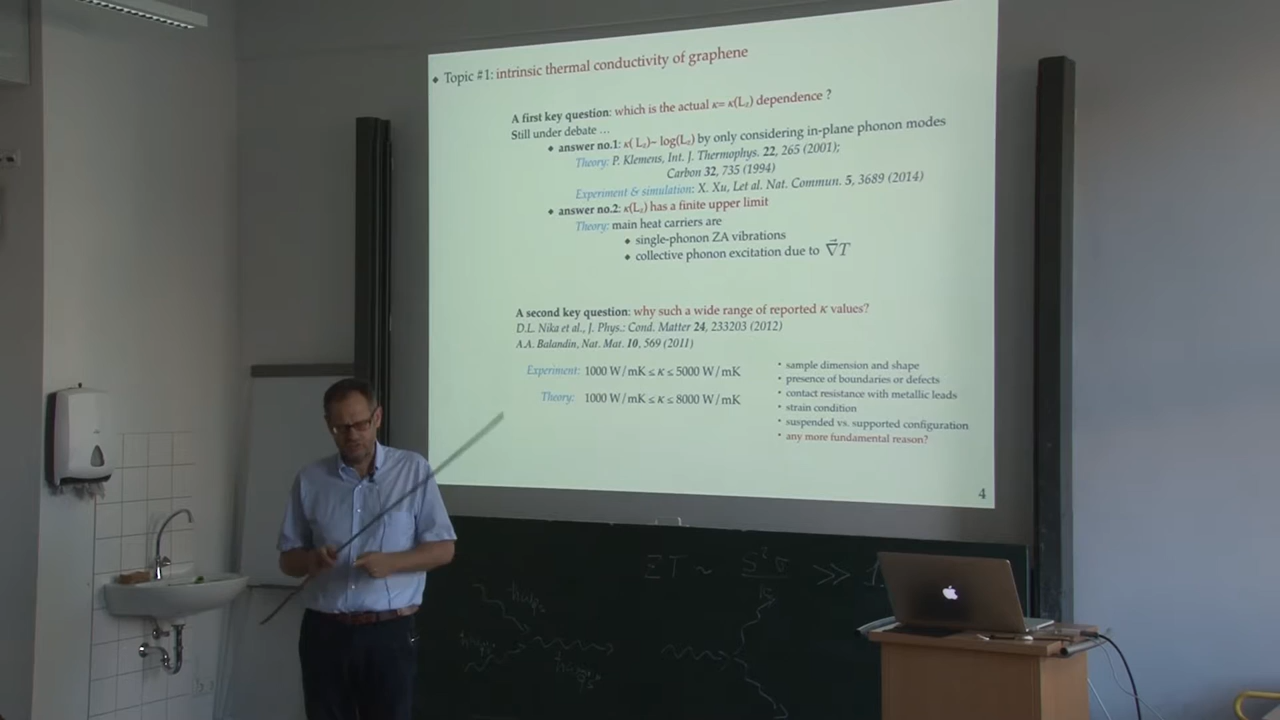 ♦ Topic #1: intrinsic thermal conductivity of graphene
A first key question: which is the actual κ= κ(Lz) dependence ?
Still under debate …
♦ answer no.1: κ( Lz)~ log(Lz) by only considering in-plane phonon modes
Theory: P. Klemens, Int. J. Thermophys. 22, 265 (2001);
Carbon 32, 735 (1994)
Experiment & simulation: X. Xu, Let al. Nat. Commun. 5, 3689 (2014)
♦ answer no.2: κ(Lz) has a finite upper limit
Theory: main heat carriers are
♦ single-phonon ZA vibrations
♦ collective phonon excitation due to ∇⃗T
A second key question: why such a wide range of reported κ values?
D.L. Nika et al., J. Phys.: Cond. Matter 24, 233203 (2012)
A.A. Balandin, Nat. Mat. 10, 569 (2011)
Experiment: 1000 W/mK ≤ κ ≤ 5000 W/mK
Theory: 1000 W/mK ≤ κ ≤ 8000 W/mK
• sample dimension and shape
• presence of boundaries or defects
• contact resistance with metallic leads
• strain condition
• suspended vs. supported configuration
• any more fundamental reason?
4
ZT ~ S²σ/κ >> 1